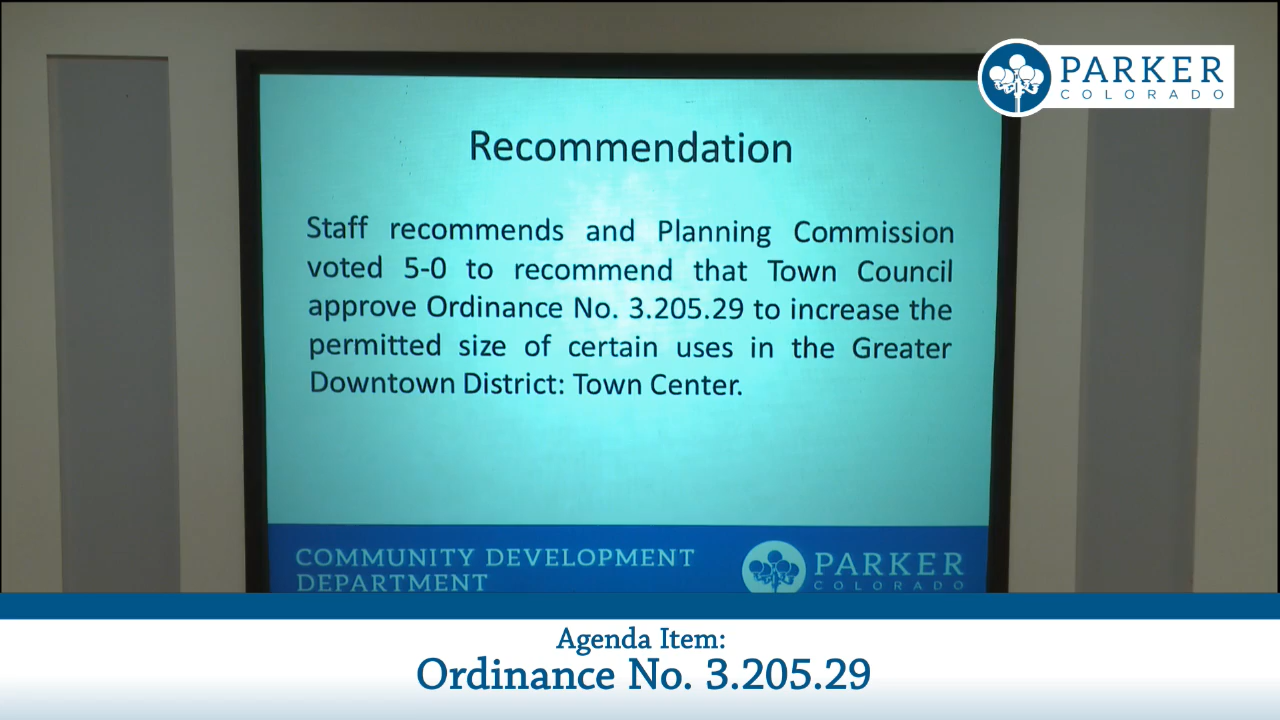 PARKER
COLORADO
Recommendation
Staff recommends and Planning Commission
voted 5-0 to recommend that Town Council
approve Ordinance No. 3.205.29 to increase the
permitted size of certain uses in the Greater
Downtown District: Town Center.
COMMUNITY DEVELOPMENT
DEPARTMENT
PARKER
COLORADO
Agenda Item:
Ordinance No. 3.205.29